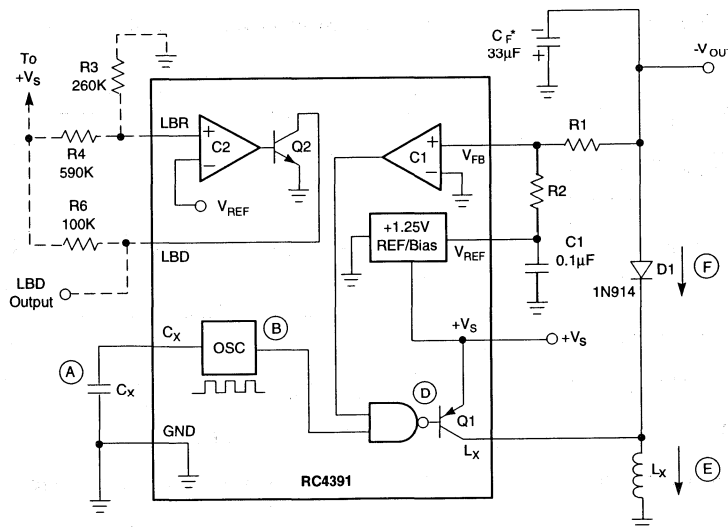 To
+VS
R3
260K
CF*
33µF
−
+
-VOUT
R4
590K
LBR
+
−
C2
Q2
VREF
R6
100K
LBD
LBD
Output
C1
+
−
VFB
R1
R2
+1.25V
REF/Bias
VREF
C1
0.1µF
D1
F
1N914
+VS
+VS
CX
OSC
B
A
CX
D
Q1
GND
LX
LX
E
RC4391